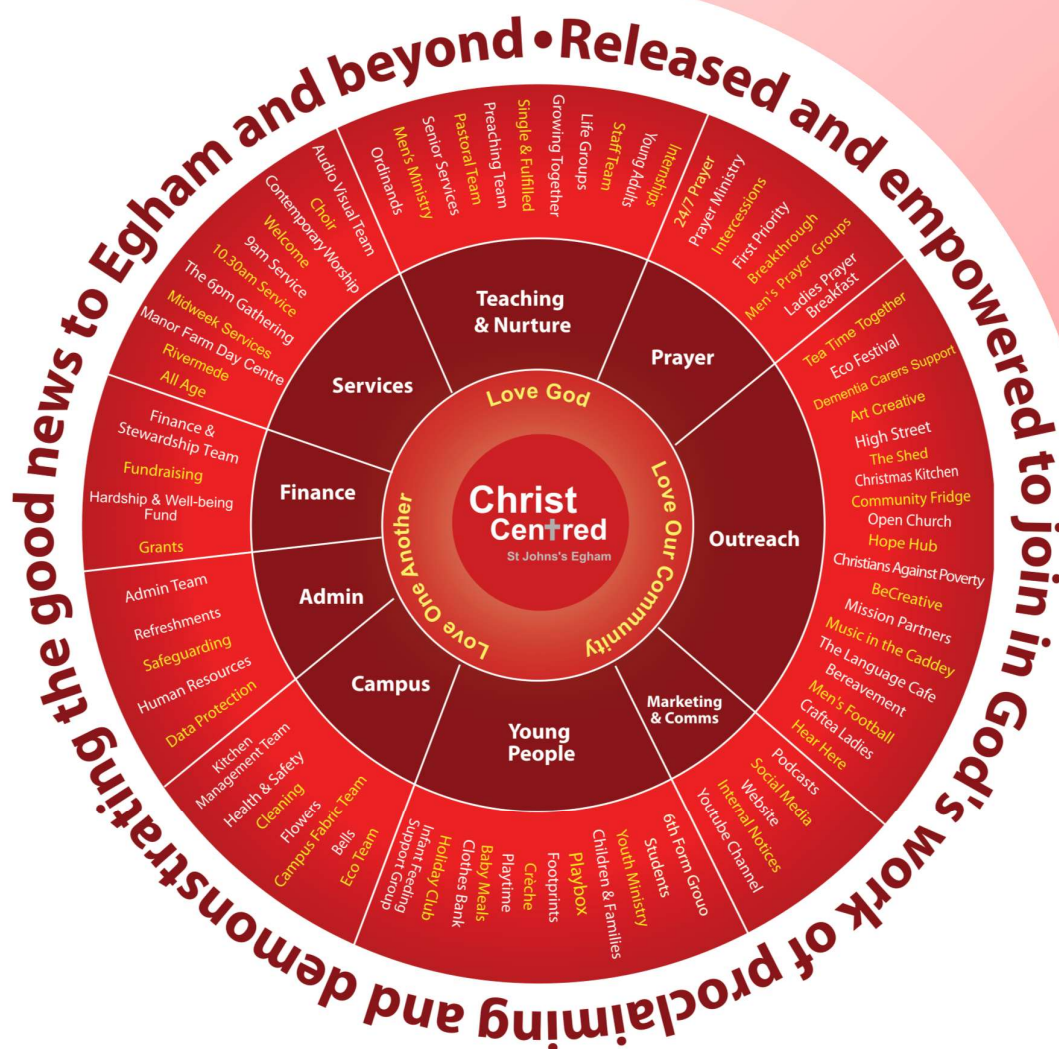 Released and empowered to join in God's work of proclaiming and demonstrating the good news to Egham and beyond •
Christ
Centred
St Johns's Egham
Love God
Love Our Community
Love One Another
Teaching
& Nurture
Ordinands
Men's Ministry
Senior Services
Pastoral Team
Preaching Team
Single & Fulfilled
Growing Together
Life Groups
Staff Team
Young Adults
Internships
Prayer
24/7 Prayer
Prayer Ministry
Intercessions
First Priority
Breakthrough
Men's Prayer Groups
Ladies Prayer
Breakfast
Outreach
Tea Time Together
Eco Festival
Dementia Carers Support
Art Creative
High Street
The Shed
Christmas Kitchen
Community Fridge
Open Church
Hope Hub
Christians Against Poverty
BeCreative
Mission Partners
Music in the Caddey
The Language Cafe
Bereavement
Men's Football
Craftea Ladies
Hear Here
Marketing
& Comms
Podcasts
Social Media
Website
Internal Notices
Youtube Channel
Young
People
6th Form Grouo
Students
Youth Ministry
Children & Families
Playbox
Footprints
Crèche
Playtime
Baby Meals
Clothes Bank
Holiday Club
Infant Feeding
Support Group
Campus
Kitchen
Management Team
Health & Safety
Cleaning
Flowers
Campus Fabric Team
Bells
Eco Team
Admin
Admin Team
Refreshments
Safeguarding
Human Resources
Data Protection
Finance
Finance &
Stewardship Team
Fundraising
Hardship & Well-being
Fund
Grants
Services
Audio Visual Team
Choir
Contemporary Worship
Welcome
9am Service
10.30am Service
The 6pm Gathering
Midweek Services
Manor Farm Day Centre
Rivermede
All Age